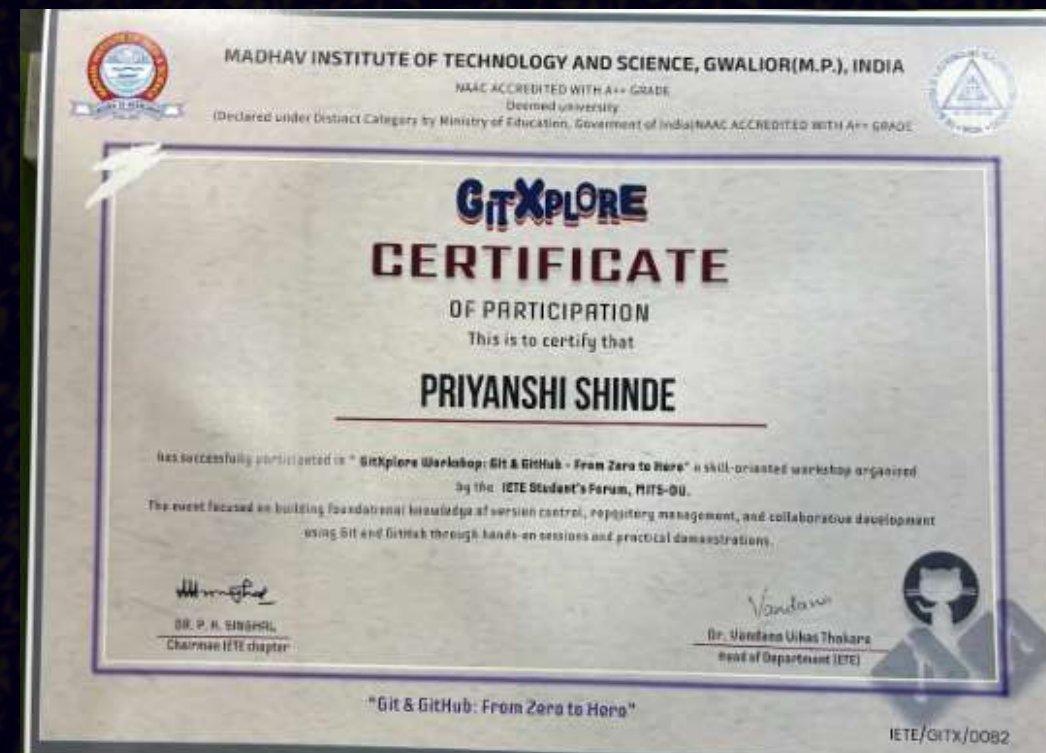 MADHAV INSTITUTE OF TECHNOLOGY AND SCIENCE, GWALIOR(M.P.), INDIA
NAAC ACCREDITED WITH A++ GRADE
Deemed university
(Declared under Distinct Category by Ministry of Education, Goverment of India)NAAC ACCREDITED WITH A++ GRADE
GITXPLORE
CERTIFICATE
OF PARTICIPATION
This is to certify that
PRIYANSHI SHINDE
has successfully participated in " GitXplore Workshop: Git & GitHub - From Zero to Hero" a skill-oriented workshop organized
by the IETE Student's Forum, MITS-DU.
The event focused on building foundational knowledge of version control, repository management, and collaborative development
using Git and GitHub through hands-on sessions and practical demonstrations.
Vandana
DR. P. K. SINGHAL
Chairman IETE chapter
Dr. Vandana Vikas Thakare
Head of Department (ETE)
"Git & GitHub: From Zero to Hero"
IETE/GITX/0082